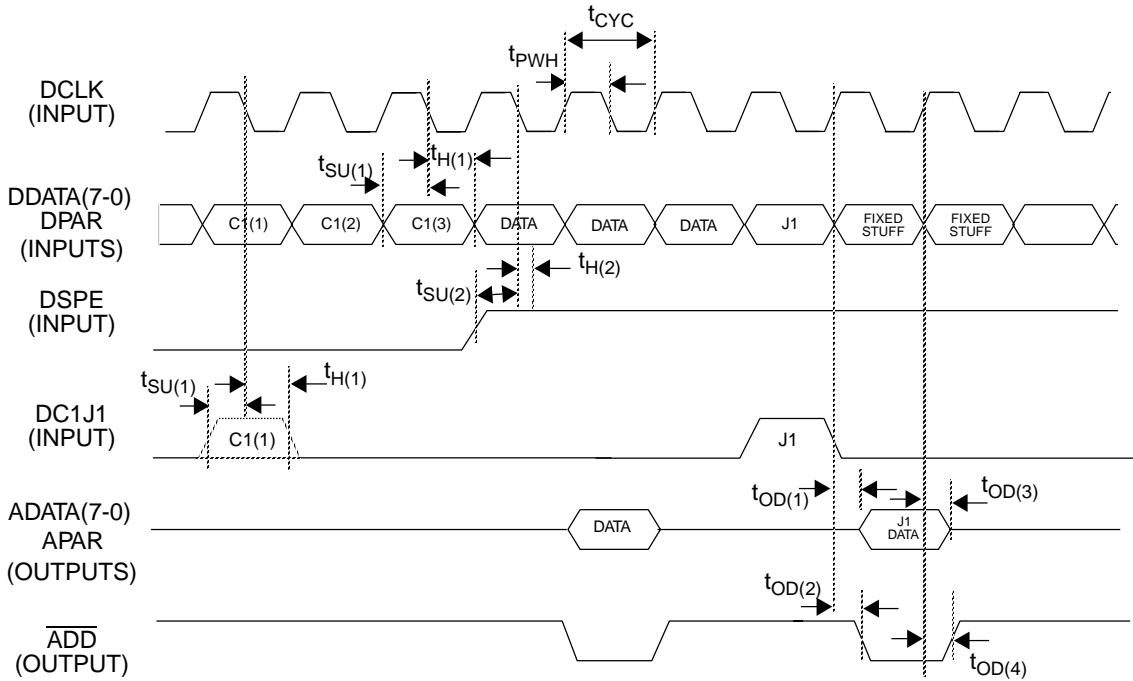 tCYC
tPWH
DCLK
(INPUT)
tSU(1)
tH(1)
DDATA(7-0)
DPAR
(INPUTS)
C1(1)
C1(2)
C1(3)
DATA
DATA
DATA
J1
FIXED
STUFF
FIXED
STUFF
tH(2)
tSU(2)
DSPE
(INPUT)
tSU(1)
tH(1)
DC1J1
(INPUT)
C1(1)
J1
tOD(1)
tOD(3)
ADATA(7-0)
APAR
(OUTPUTS)
DATA
J1
DATA
tOD(2)
ADD
(OUTPUT)
tOD(4)